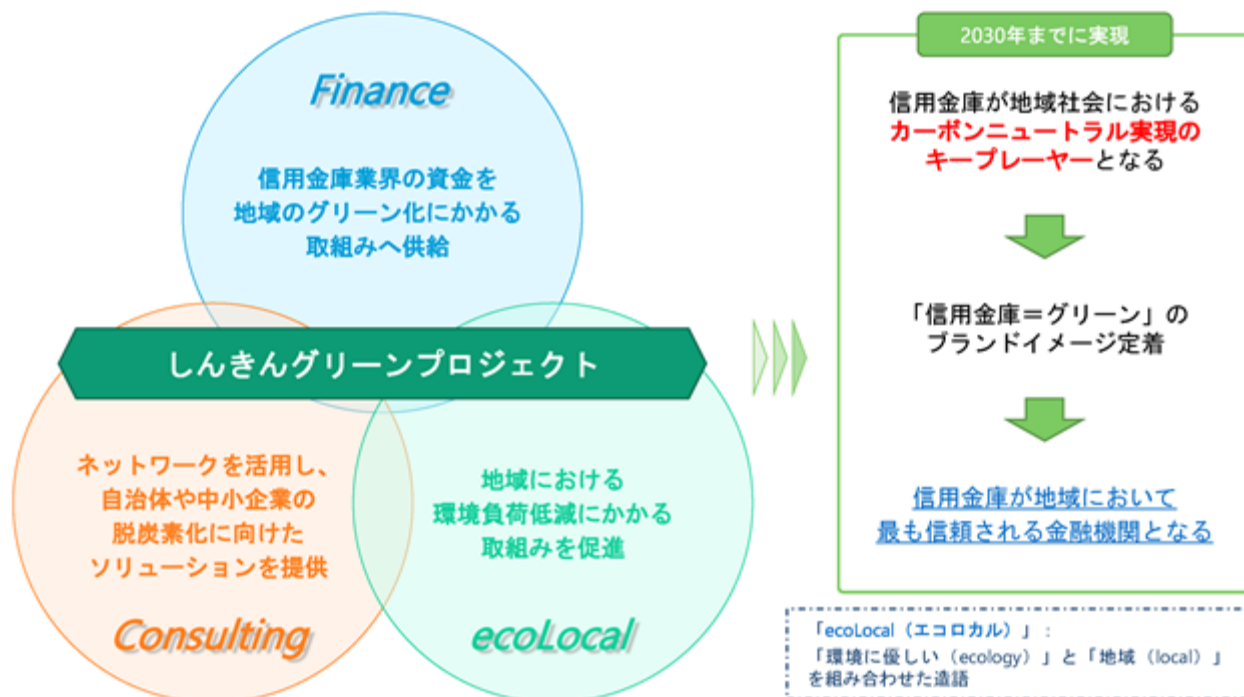 Finance
信用金庫業界の資金を
地域のグリーン化にかかる
取組みへ供給
しんきんグリーンプロジェクト
ネットワークを活用し、
自治体や中小企業の
脱炭素化に向けた
ソリューションを提供
Consulting
地域における
環境負荷低減にかかる
取組みを促進
ecoLocal
2030年までに実現
信用金庫が地域社会における
カーボンニュートラル実現の
キープレーヤーとなる
「信用金庫＝グリーン」の
ブランドイメージ定着
信用金庫が地域において
最も信頼される金融機関となる
「ecoLocal（エコロカル）」：
「環境に優しい（ecology）」と「地域（local）」
を組み合わせた造語